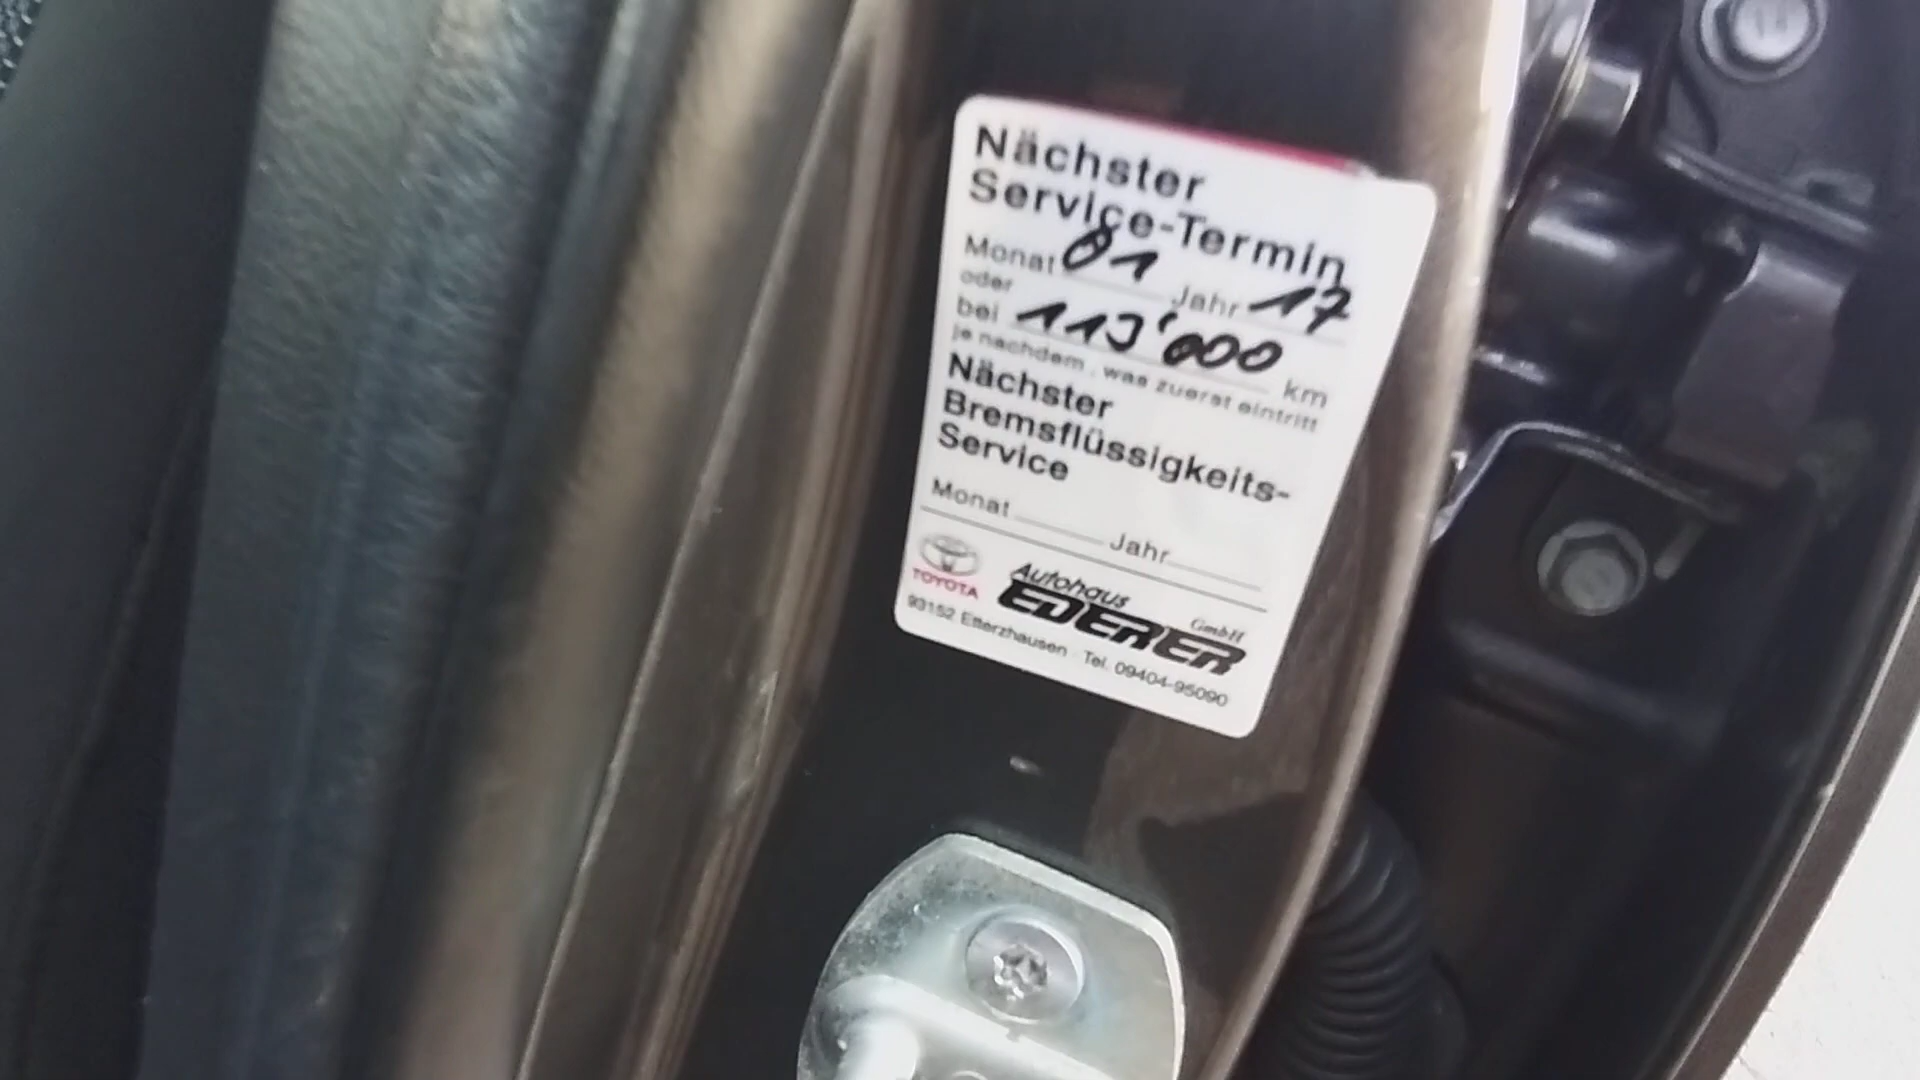 Nächster
Service-Termin
Monat 01 Jahr 17
oder
bei 113'000 km
je nachdem, was zuerst eintritt
Nächster
Bremsflüssigkeits-
Service
Monat Jahr
TOYOTA
Autohaus
EDERER GmbH
93152 Etterzhausen · Tel. 09404-95090